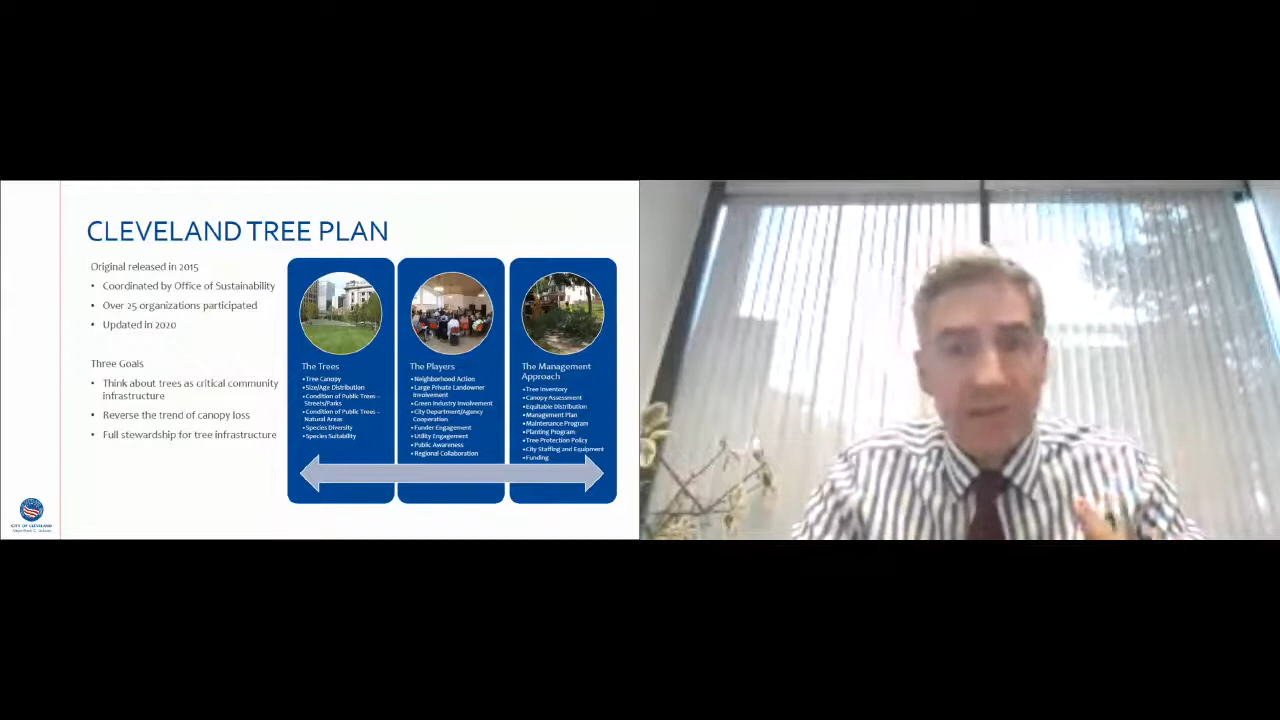 CLEVELAND TREE PLAN
Original released in 2015
• Coordinated by Office of Sustainability
• Over 25 organizations participated
• Updated in 2020
Three Goals
• Think about trees as critical community
infrastructure
• Reverse the trend of canopy loss
• Full stewardship for tree infrastructure
The Trees
•Tree Canopy
•Size/Age Distribution
•Condition of Public Trees –
Streets/Parks
•Condition of Public Trees –
Natural Areas
•Species Diversity
•Species Suitability
The Players
•Neighborhood Action
•Large Private Landowner
Involvement
•Green Industry Involvement
•City Department/Agency
Cooperation
•Funder Engagement
•Utility Engagement
•Public Awareness
•Regional Collaboration
The Management
Approach
•Tree Inventory
•Canopy Assessment
•Equitable Distribution
•Management Plan
•Maintenance Program
•Planting Program
•Tree Protection Policy
•City Staffing and Equipment
•Funding
CITY OF CLEVELAND